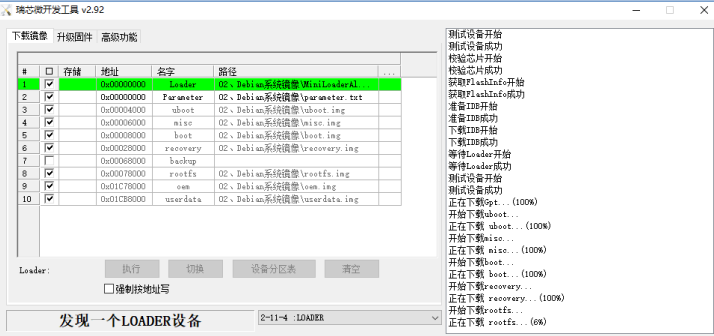 瑞芯微开发工具 v2.92
下载镜像 升级固件 高级功能
# 存储 地址 名字 路径 ...
1 0x00000000 Loader 02、Debian系统镜像\MiniLoaderAl...
2 0x00000000 Parameter 02、Debian系统镜像\parameter.txt
3 0x00004000 uboot 02、Debian系统镜像\uboot.img
4 0x00006000 misc 02、Debian系统镜像\misc.img
5 0x00008000 boot 02、Debian系统镜像\boot.img
6 0x00028000 recovery 02、Debian系统镜像\recovery.img
7 0x00068000 backup
8 0x00078000 rootfs 02、Debian系统镜像\rootfs.img
9 0x01C78000 oem 02、Debian系统镜像\oem.img
10 0x01CB8000 userdata 02、Debian系统镜像\userdata.img
Loader: 执行 切换 设备分区表 清空
强制按地址写
发现一个LOADER设备 2-11-4 :LOADER
测试设备开始
测试设备成功
校验芯片开始
校验芯片成功
获取FlashInfo开始
获取FlashInfo成功
准备IDB开始
准备IDB成功
下载IDB开始
下载IDB成功
等待Loader开始
等待Loader成功
测试设备开始
测试设备成功
正在下载Gpt...(100%)
开始下载uboot...
正在下载 uboot...(100%)
开始下载misc...
正在下载 misc...(100%)
开始下载boot...
正在下载 boot...(100%)
开始下载recovery...
正在下载 recovery...(100%)
开始下载rootfs...
正在下载 rootfs...(6%)